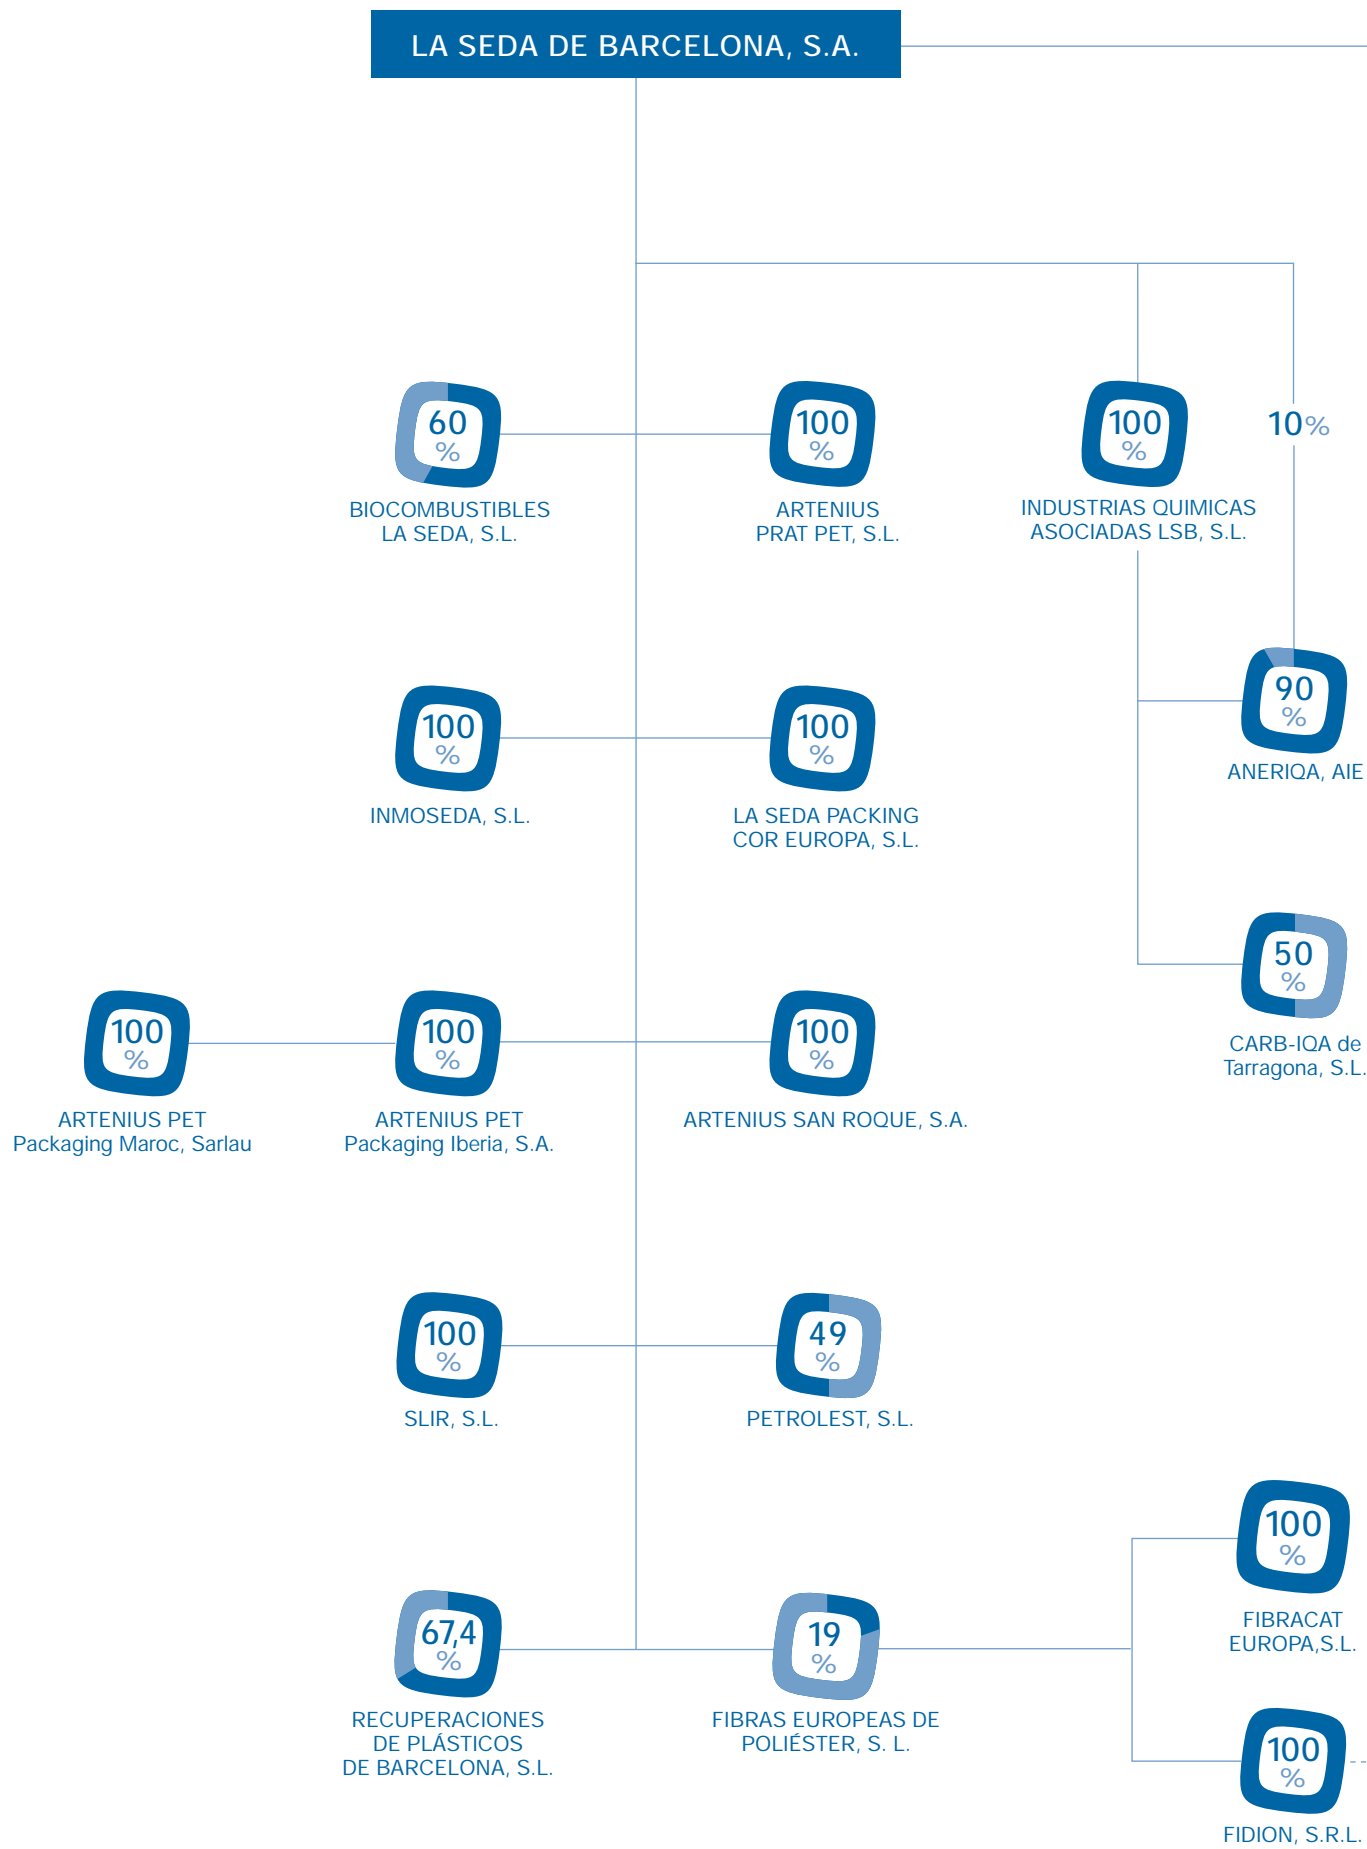 LA SEDA DE BARCELONA, S.A.
60
%
BIOCOMBUSTIBLES
LA SEDA, S.L.
100
%
ARTENIUS
PRAT PET, S.L.
100
%
INDUSTRIAS QUIMICAS
ASOCIADAS LSB, S.L.
10%
90
%
ANERIQA, AIE
100
%
INMOSEDA, S.L.
100
%
LA SEDA PACKING
COR EUROPA, S.L.
50
%
CARB-IQA de
Tarragona, S.L.
100
%
ARTENIUS PET
Packaging Maroc, Sarlau
100
%
ARTENIUS PET
Packaging Iberia, S.A.
100
%
ARTENIUS SAN ROQUE, S.A.
100
%
SLIR, S.L.
49
%
PETROLEST, S.L.
67,4
%
RECUPERACIONES
DE PLÁSTICOS
DE BARCELONA, S.L.
19
%
FIBRAS EUROPEAS DE
POLIÉSTER, S. L.
100
%
FIBRACAT
EUROPA,S.L.
100
%
FIDION, S.R.L.